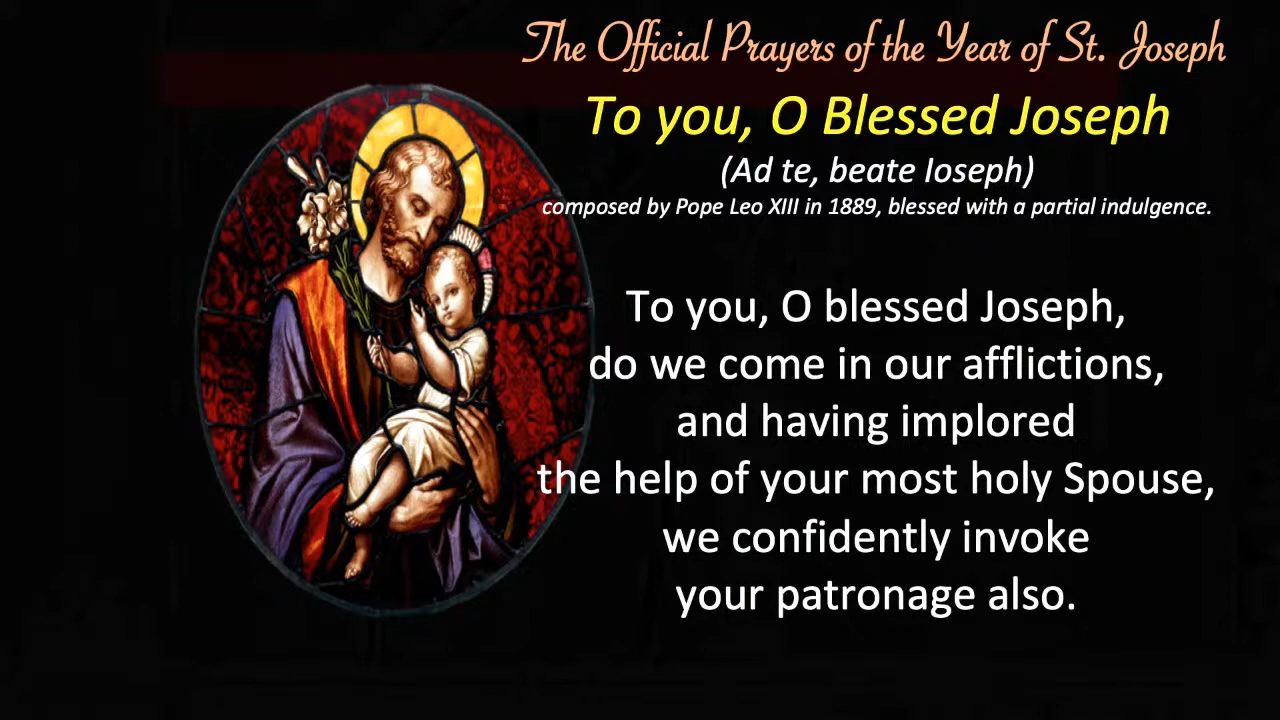 The Official Prayers of the Year of St. Joseph
To you, O Blessed Joseph
(Ad te, beate Ioseph)
composed by Pope Leo XIII in 1889, blessed with a partial indulgence.
To you, O blessed Joseph,
do we come in our afflictions,
and having implored
the help of your most holy Spouse,
we confidently invoke
your patronage also.